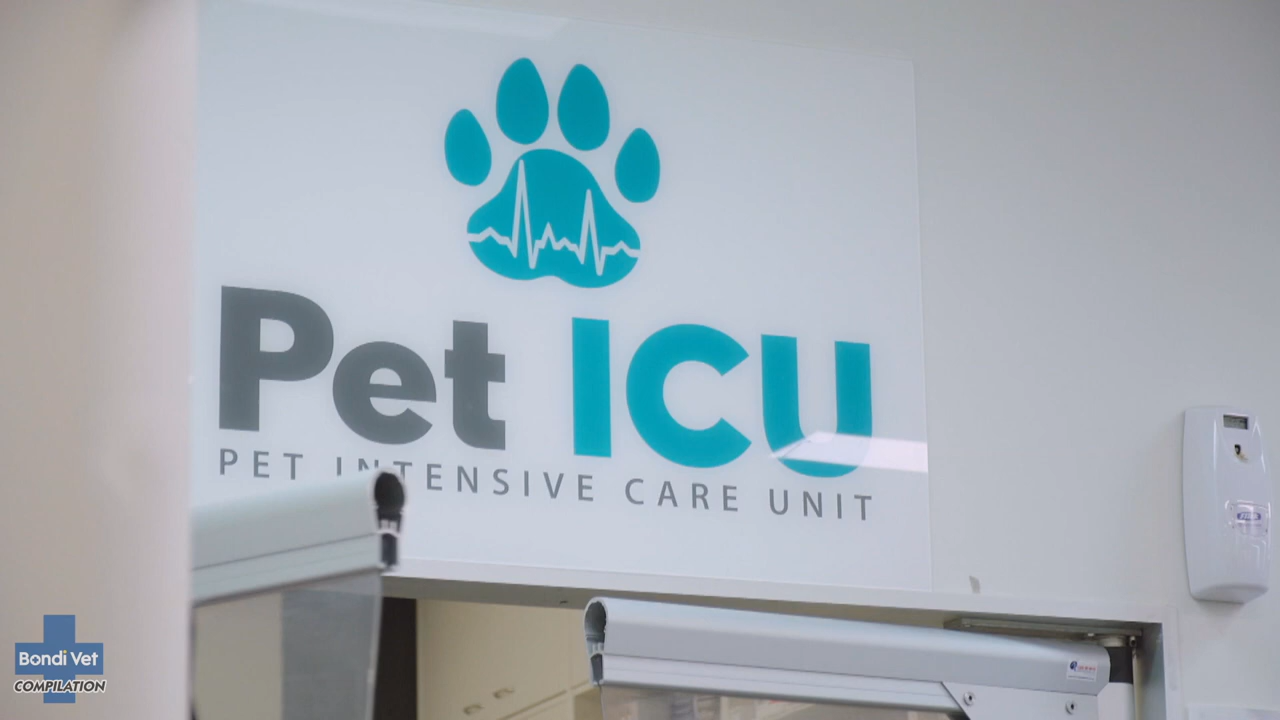 Pet ICU
PET INTENSIVE CARE UNIT
Bondi Vet
COMPILATION